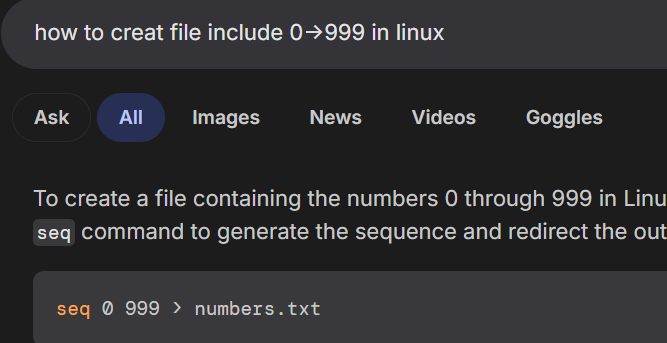 how to creat file include 0→999 in linux
Ask All Images News Videos Goggles
To create a file containing the numbers 0 through 999 in Linu
seq command to generate the sequence and redirect the out
seq 0 999 > numbers.txt